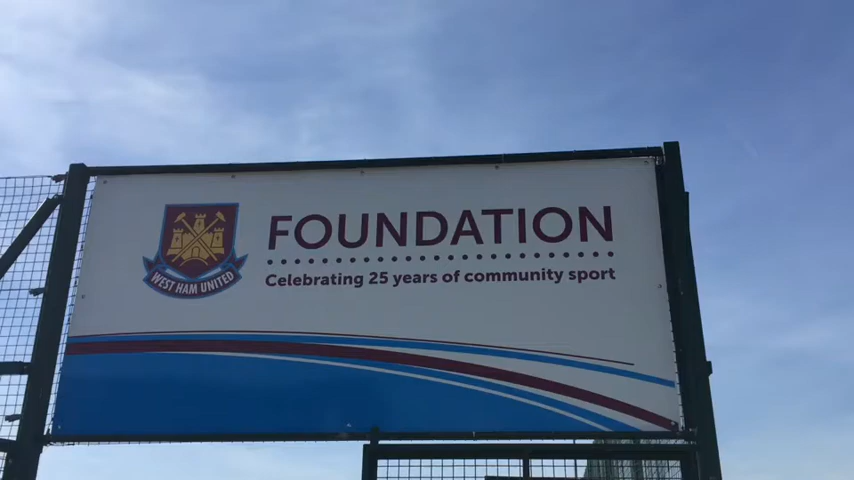 FOUNDATION
Celebrating 25 years of community sport
WEST HAM UNITED